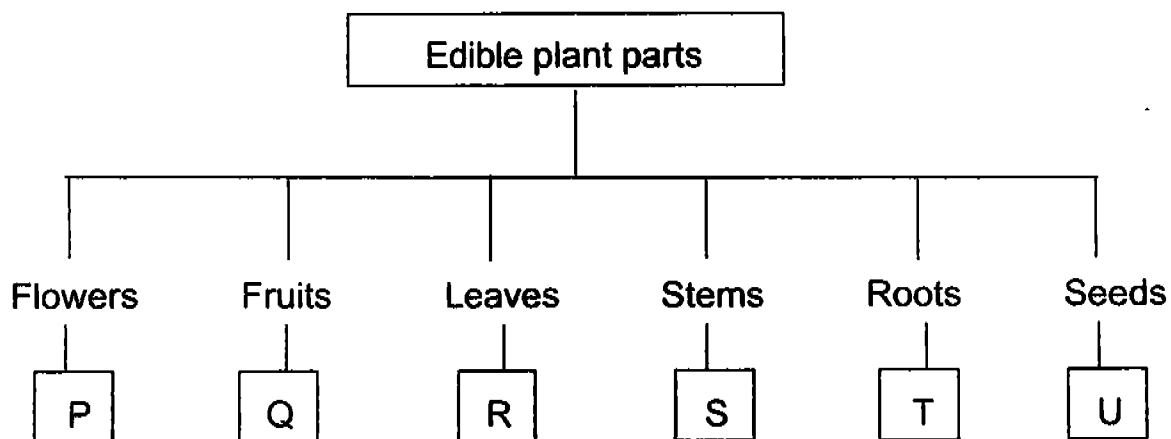 Edible plant parts
Flowers Fruits Leaves Stems Roots Seeds
P Q R S T U